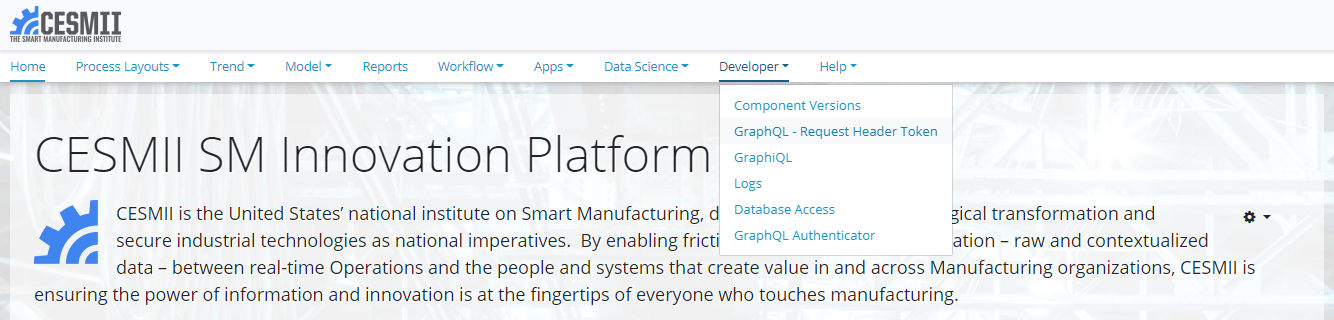 CESMII
THE SMART MANUFACTURING INSTITUTE
Home Process Layouts Trend Model Reports Workflow Apps Data Science Developer Help
Component Versions
GraphQL - Request Header Token
GraphiQL
Logs
Database Access
GraphQL Authenticator
CESMII SM Innovation Platform
CESMII is the United States’ national institute on Smart Manufacturing, d gical transformation and
secure industrial technologies as national imperatives. By enabling fricti ation – raw and contextualized
data – between real-time Operations and the people and systems that create value in and across Manufacturing organizations, CESMII is
ensuring the power of information and innovation is at the fingertips of everyone who touches manufacturing.